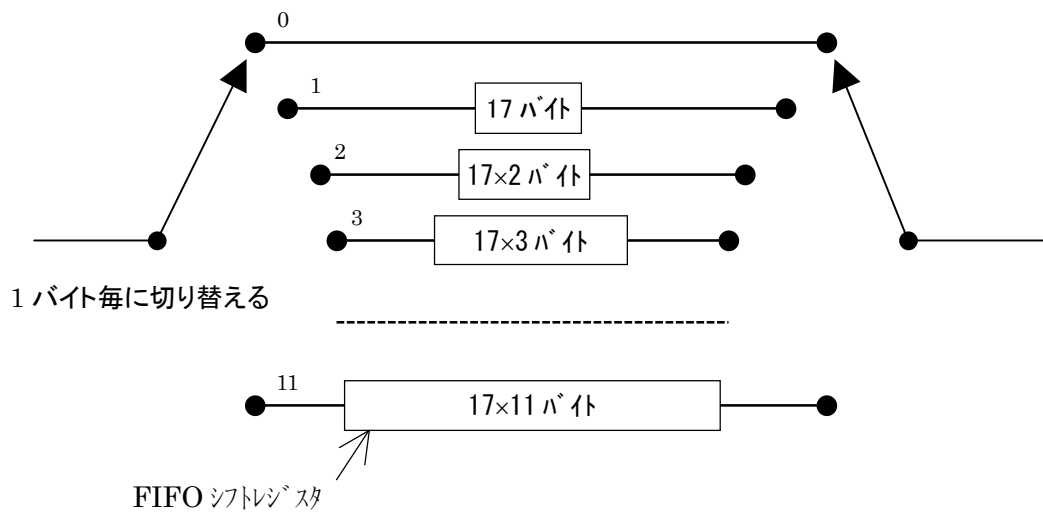 0
1
17 ﾊﾞｲﾄ
2
17×2 ﾊﾞｲﾄ
3
17×3 ﾊﾞｲﾄ
1 バイト毎に切り替える
11
17×11 ﾊﾞｲﾄ
FIFO ｼﾌﾄﾚｼﾞｽﾀ